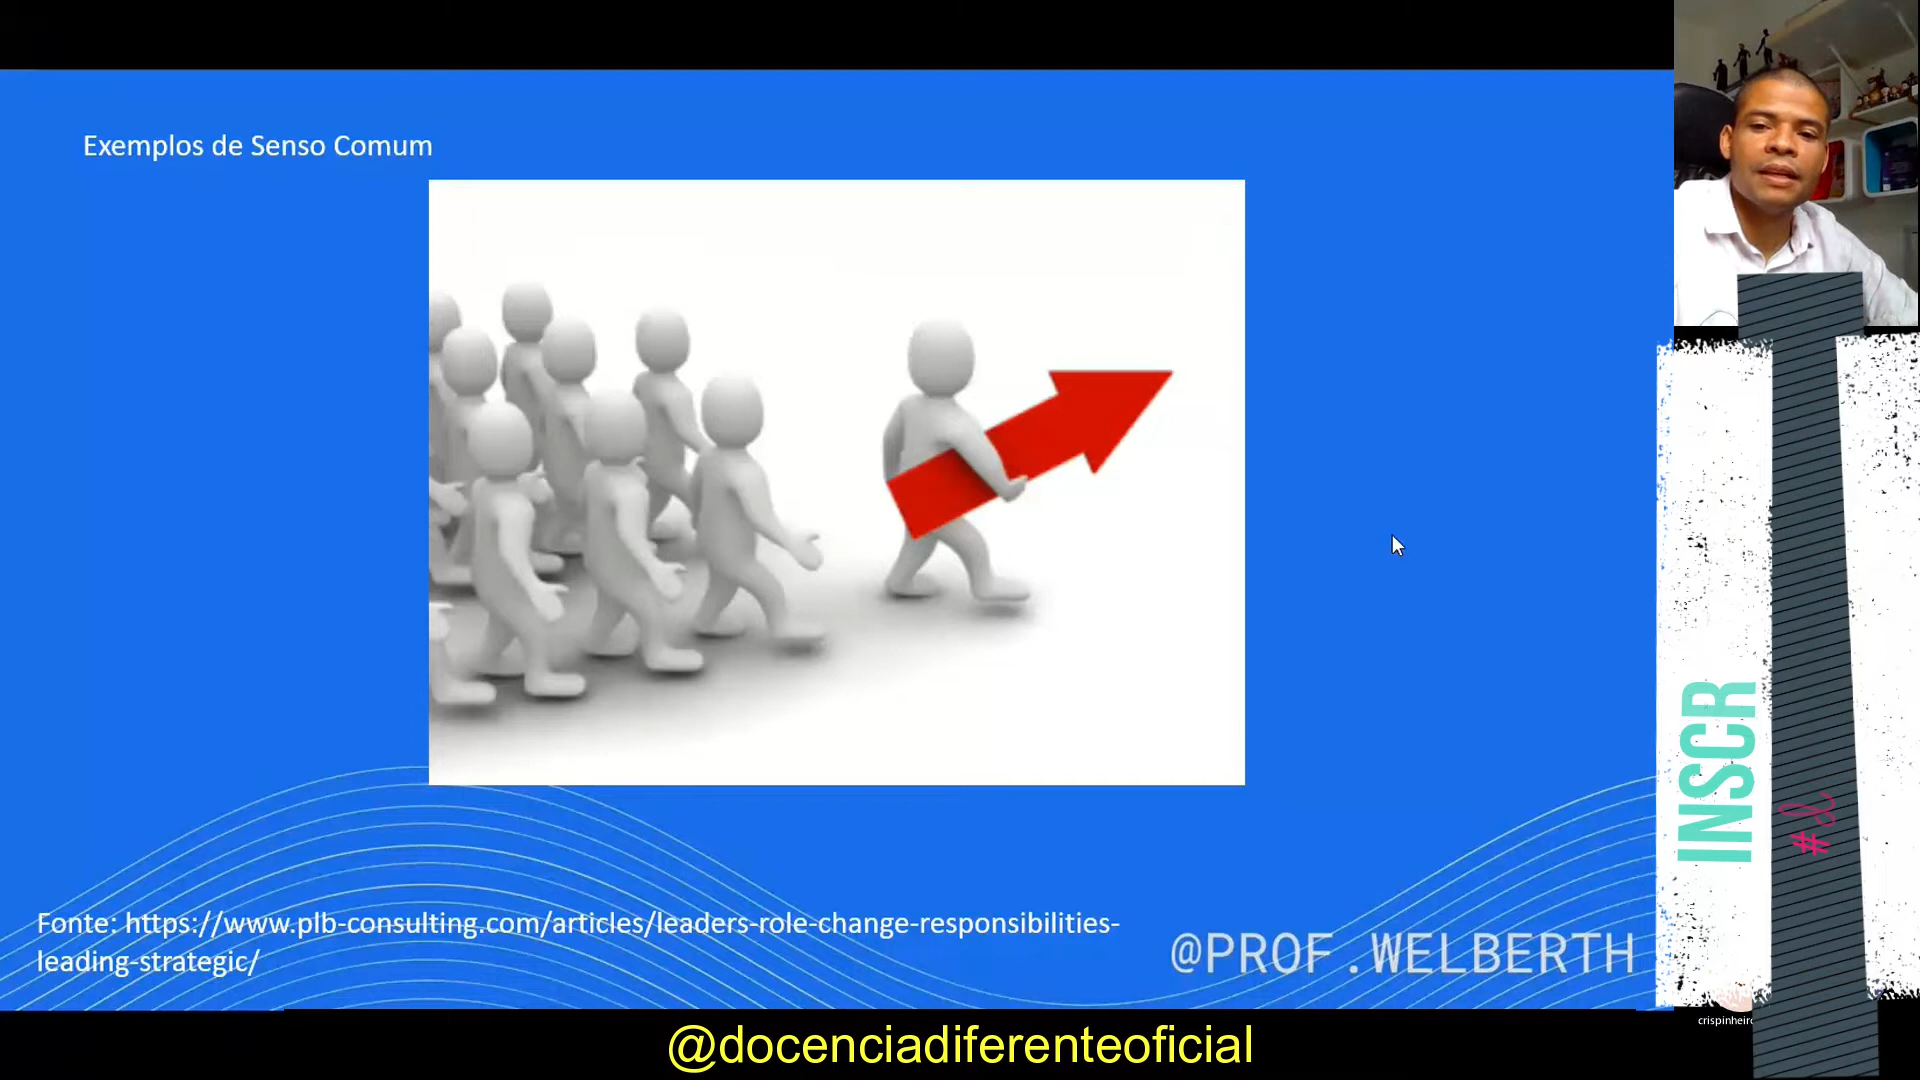 Exemplos de Senso Comum
Fonte: https://www.plb-consulting.com/articles/leaders-role-change-responsibilities-
leading-strategic/
@PROF.WELBERTH
INSCR
@docenciadiferenteoficial